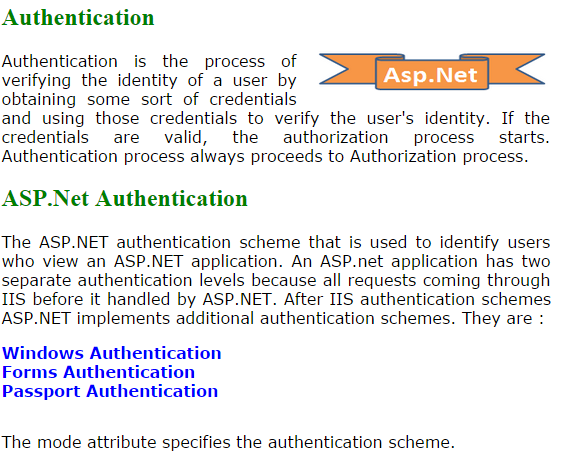 Authentication
Authentication is the process of
verifying the identity of a user by
obtaining some sort of credentials
Asp.Net
and using those credentials to verify the user's identity. If the
credentials are valid, the authorization process starts.
Authentication process always proceeds to Authorization process.
ASP.Net Authentication
The ASP.NET authentication scheme that is used to identify users
who view an ASP.NET application. An ASP.net application has two
separate authentication levels because all requests coming through
IIS before it handled by ASP.NET. After IIS authentication schemes
ASP.NET implements additional authentication schemes. They are :
Windows Authentication
Forms Authentication
Passport Authentication
The mode attribute specifies the authentication scheme.